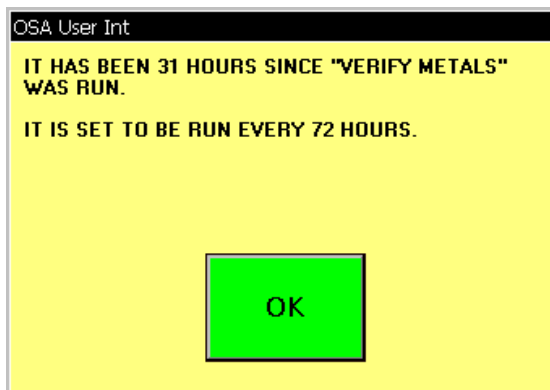 OSA User Int
IT HAS BEEN 31 HOURS SINCE "VERIFY METALS"
WAS RUN.
IT IS SET TO BE RUN EVERY 72 HOURS.
OK